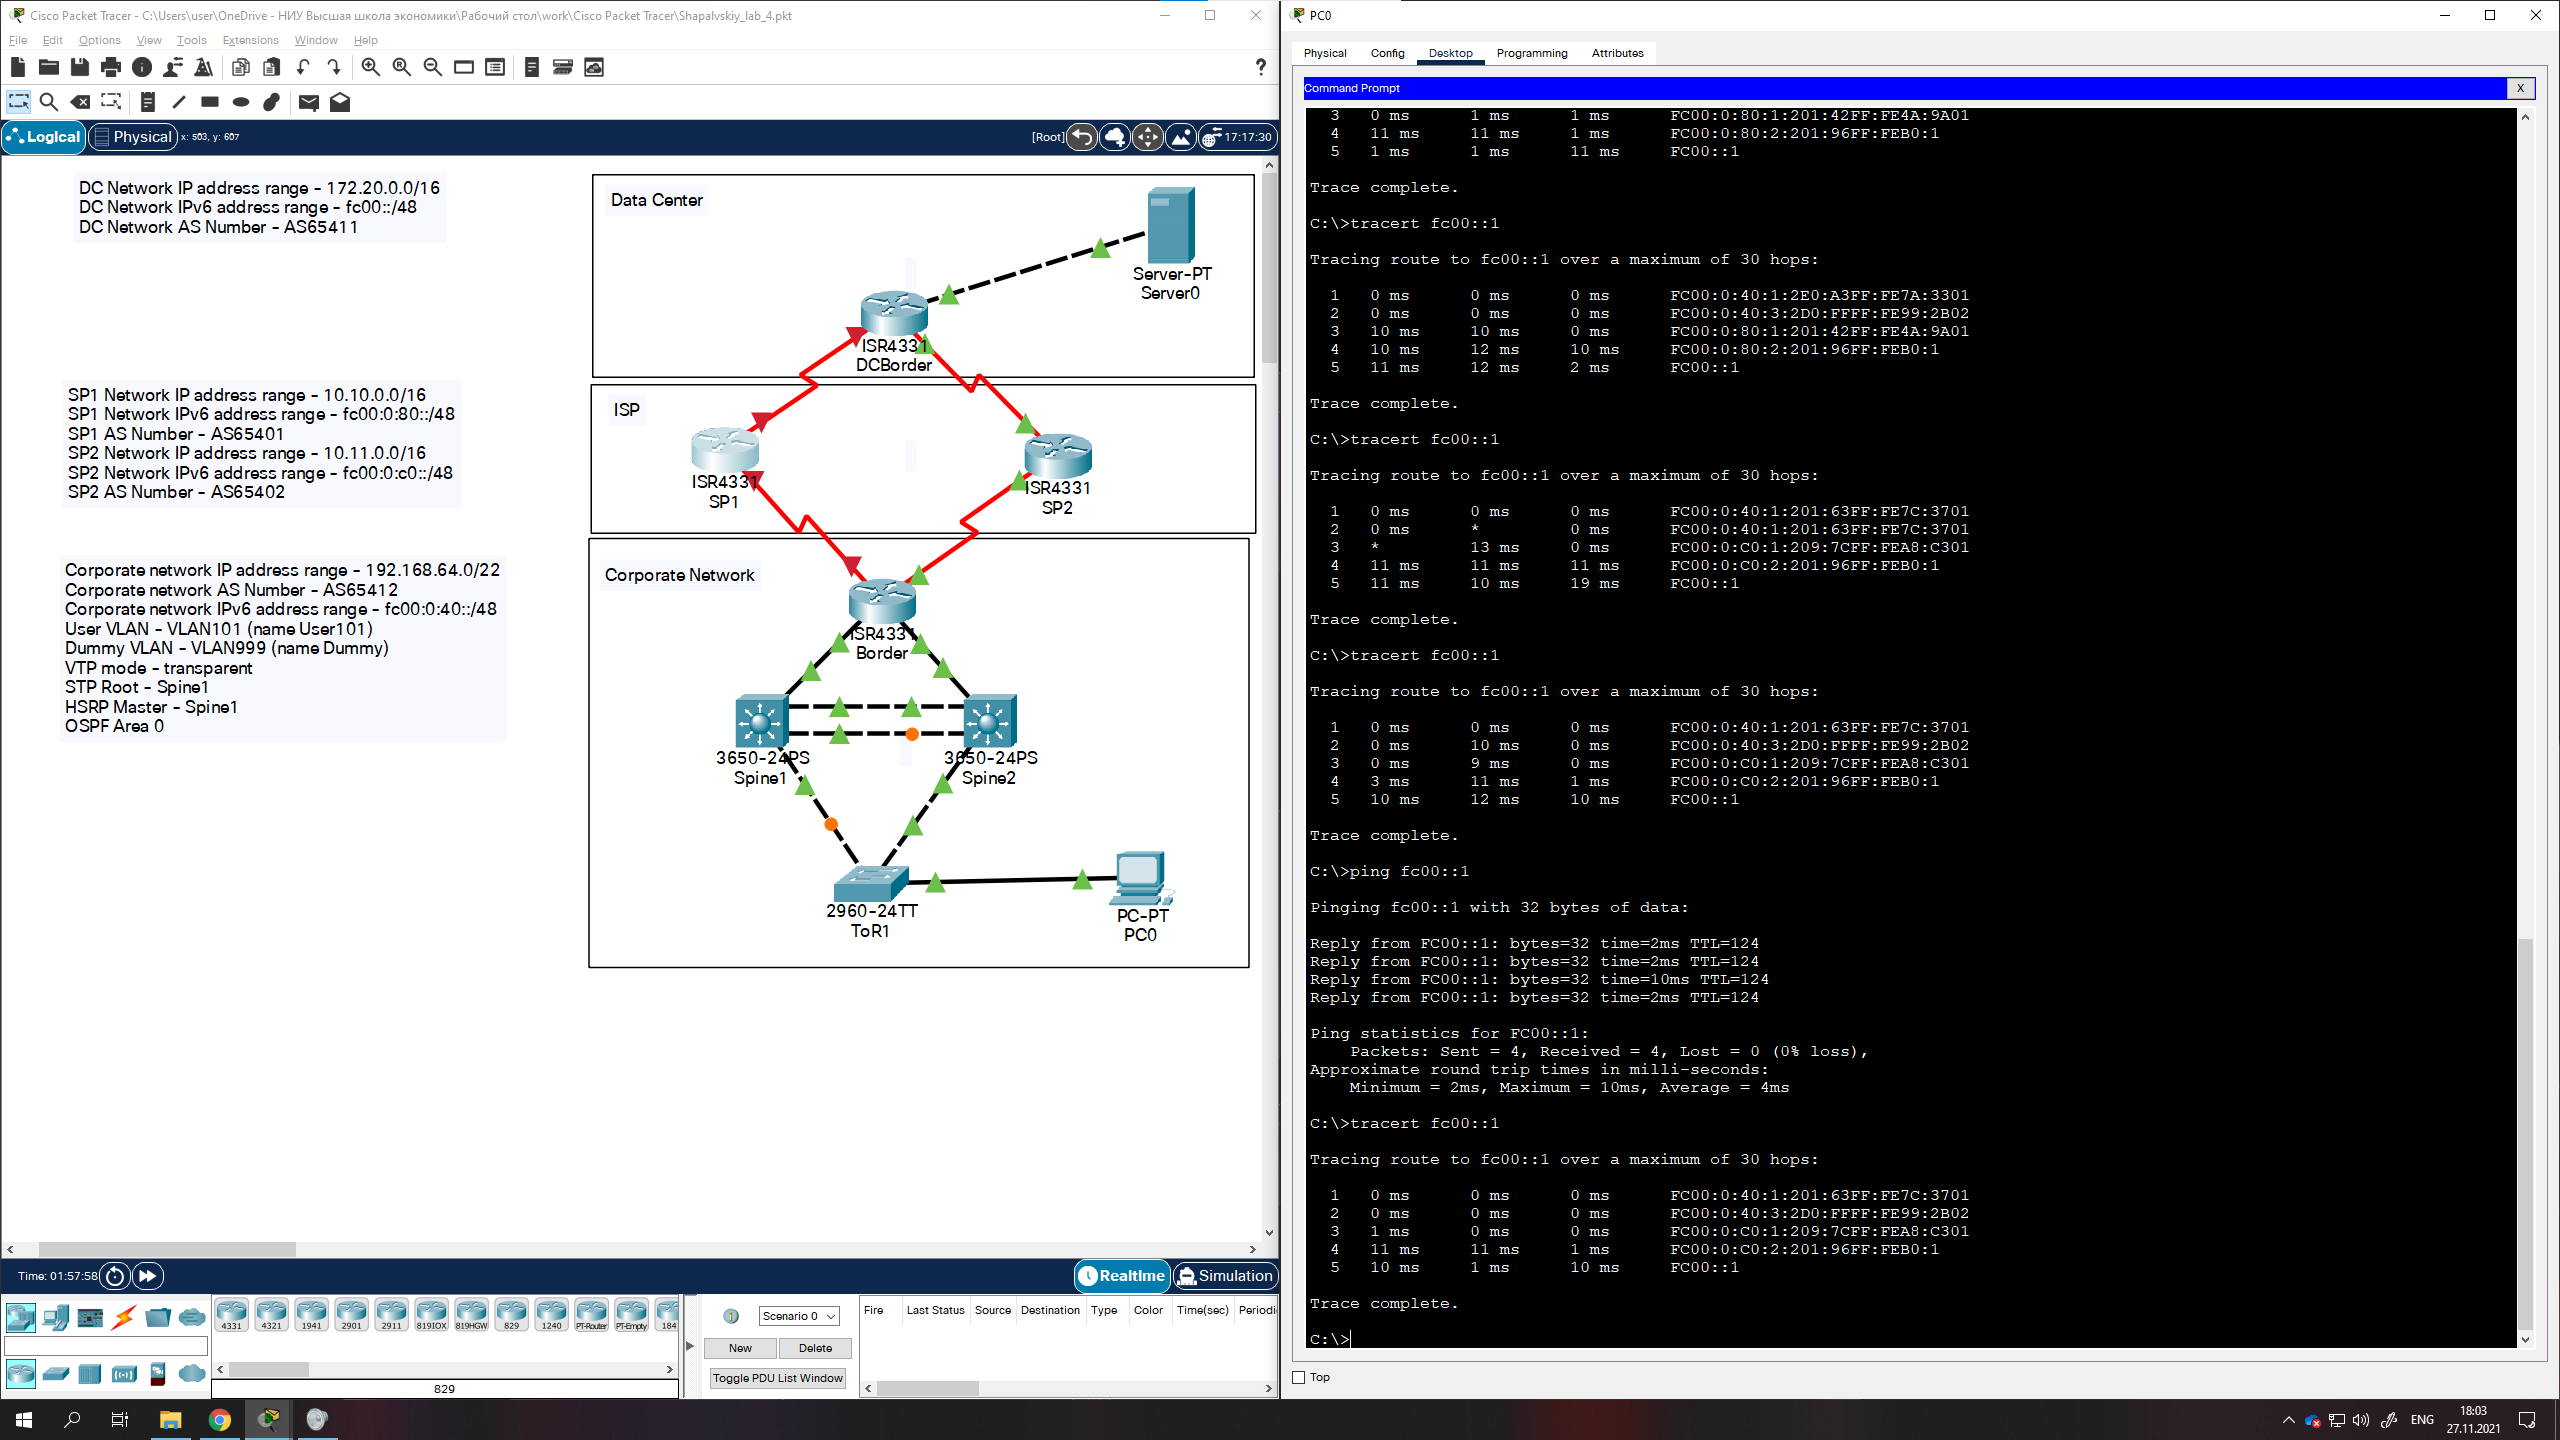 Cisco Packet Tracer - C:\Users\user\OneDrive - НИУ Высшая школа экономики\Рабочий стол\work\Cisco Packet Tracer\Shapalvskiy_lab_4.pkt
File Edit Options View Tools Extensions Window Help
?
Logical Physical x: 503, y: 607 [Root] 17:17:30
DC Network IP address range - 172.20.0.0/16
DC Network IPv6 address range - fc00::/48
DC Network AS Number - AS65411
Data Center
Server-PT
Server0
ISR4331
DCBorder
SP1 Network IP address range - 10.10.0.0/16
SP1 Network IPv6 address range - fc00:0:80::/48
SP1 AS Number - AS65401
SP2 Network IP address range - 10.11.0.0/16
SP2 Network IPv6 address range - fc00:0:c0::/48
SP2 AS Number - AS65402
ISP
ISR4331
SP1
ISR4331
SP2
Corporate network IP address range - 192.168.64.0/22
Corporate network AS Number - AS65412
Corporate network IPv6 address range - fc00:0:40::/48
User VLAN - VLAN101 (name User101)
Dummy VLAN - VLAN999 (name Dummy)
VTP mode - transparent
STP Root - Spine1
HSRP Master - Spine1
OSPF Area 0
Corporate Network
ISR4331
Border
3650-24PS
Spine1
3650-24PS
Spine2
2960-24TT
ToR1
PC-PT
PC0
Time: 01:57:58 Realtime Simulation
4331 4321 1941 2901 2911 819IOX 819HGW 829 1240 PT-Router PT-Empty 184
829
Scenario 0
New Delete
Toggle PDU List Window
Fire Last Status Source Destination Type Color Time(sec) Periodi
PC0
Physical Config Desktop Programming Attributes
Command Prompt X
3 0 ms 1 ms 1 ms FC00:0:80:1:201:42FF:FE4A:9A01
4 11 ms 11 ms 1 ms FC00:0:80:2:201:96FF:FEB0:1
5 1 ms 1 ms 11 ms FC00::1
Trace complete.
C:\>tracert fc00::1
Tracing route to fc00::1 over a maximum of 30 hops:
1 0 ms 0 ms 0 ms FC00:0:40:1:2E0:A3FF:FE7A:3301
2 0 ms 0 ms 0 ms FC00:0:40:3:2D0:FFFF:FE99:2B02
3 10 ms 10 ms 0 ms FC00:0:80:1:201:42FF:FE4A:9A01
4 10 ms 12 ms 10 ms FC00:0:80:2:201:96FF:FEB0:1
5 11 ms 12 ms 2 ms FC00::1
Trace complete.
C:\>tracert fc00::1
Tracing route to fc00::1 over a maximum of 30 hops:
1 0 ms 0 ms 0 ms FC00:0:40:1:201:63FF:FE7C:3701
2 0 ms * 0 ms FC00:0:40:1:201:63FF:FE7C:3701
3 * 13 ms 0 ms FC00:0:C0:1:209:7CFF:FEA8:C301
4 11 ms 11 ms 11 ms FC00:0:C0:2:201:96FF:FEB0:1
5 11 ms 10 ms 19 ms FC00::1
Trace complete.
C:\>tracert fc00::1
Tracing route to fc00::1 over a maximum of 30 hops:
1 0 ms 0 ms 0 ms FC00:0:40:1:201:63FF:FE7C:3701
2 0 ms 10 ms 0 ms FC00:0:40:3:2D0:FFFF:FE99:2B02
3 0 ms 9 ms 0 ms FC00:0:C0:1:209:7CFF:FEA8:C301
4 3 ms 11 ms 1 ms FC00:0:C0:2:201:96FF:FEB0:1
5 10 ms 12 ms 10 ms FC00::1
Trace complete.
C:\>ping fc00::1
Pinging fc00::1 with 32 bytes of data:
Reply from FC00::1: bytes=32 time=2ms TTL=124
Reply from FC00::1: bytes=32 time=2ms TTL=124
Reply from FC00::1: bytes=32 time=10ms TTL=124
Reply from FC00::1: bytes=32 time=2ms TTL=124
Ping statistics for FC00::1:
Packets: Sent = 4, Received = 4, Lost = 0 (0% loss),
Approximate round trip times in milli-seconds:
Minimum = 2ms, Maximum = 10ms, Average = 4ms
C:\>tracert fc00::1
Tracing route to fc00::1 over a maximum of 30 hops:
1 0 ms 0 ms 0 ms FC00:0:40:1:201:63FF:FE7C:3701
2 0 ms 0 ms 0 ms FC00:0:40:3:2D0:FFFF:FE99:2B02
3 1 ms 0 ms 0 ms FC00:0:C0:1:209:7CFF:FEA8:C301
4 11 ms 11 ms 1 ms FC00:0:C0:2:201:96FF:FEB0:1
5 10 ms 1 ms 10 ms FC00::1
Trace complete.
C:\>
Top
ENG
18:03
27.11.2021